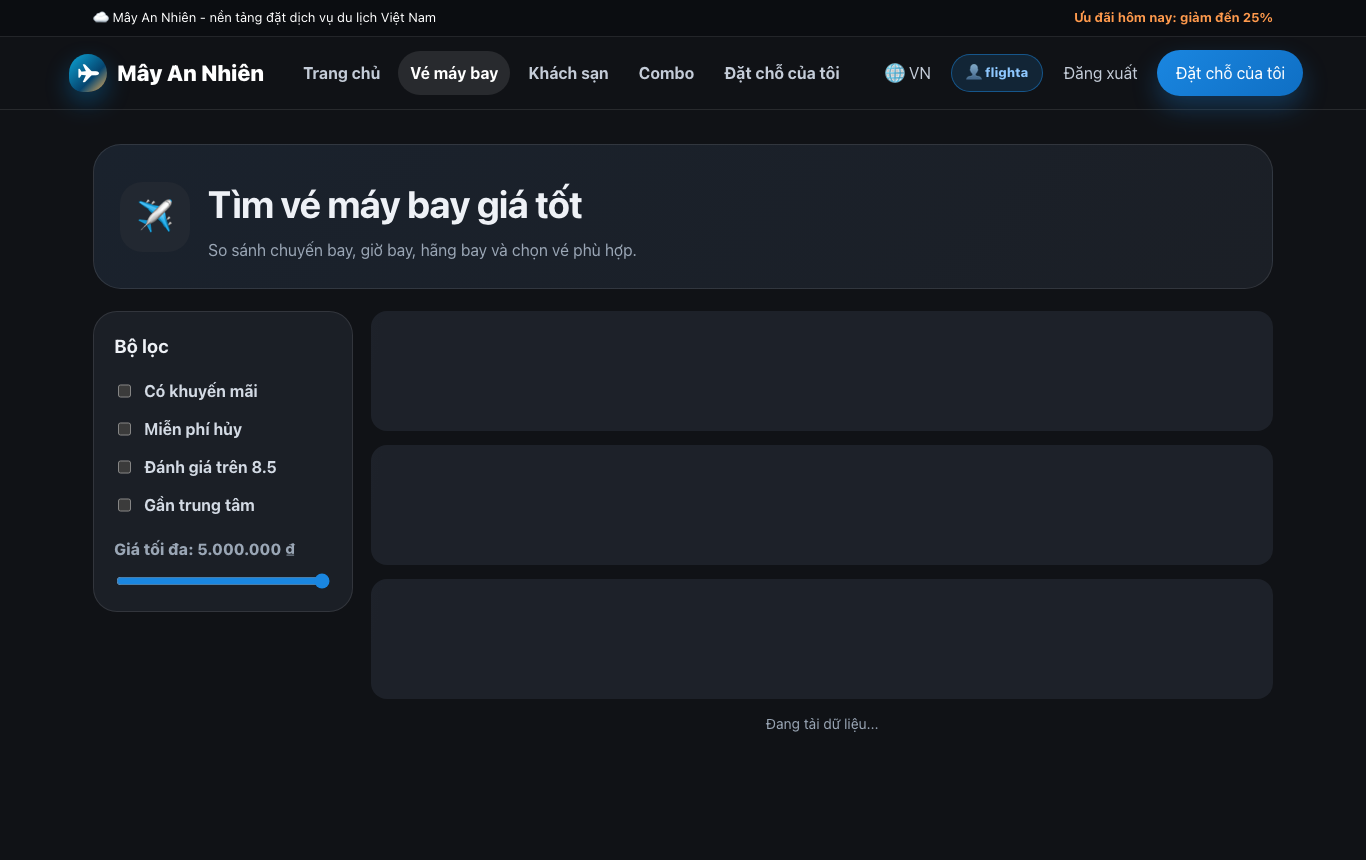 Mây An Nhiên - nền tảng đặt dịch vụ du lịch Việt Nam
Ưu đãi hôm nay: giảm đến 25%
Mây An Nhiên
Trang chủ
Vé máy bay
Khách sạn
Combo
Đặt chỗ của tôi
VN
flighta
Đăng xuất
Đặt chỗ của tôi
Tìm vé máy bay giá tốt
So sánh chuyến bay, giờ bay, hãng bay và chọn vé phù hợp.
Bộ lọc
Có khuyến mãi
Miễn phí hủy
Đánh giá trên 8.5
Gần trung tâm
Giá tối đa: 5.000.000 ₫
Đang tải dữ liệu...